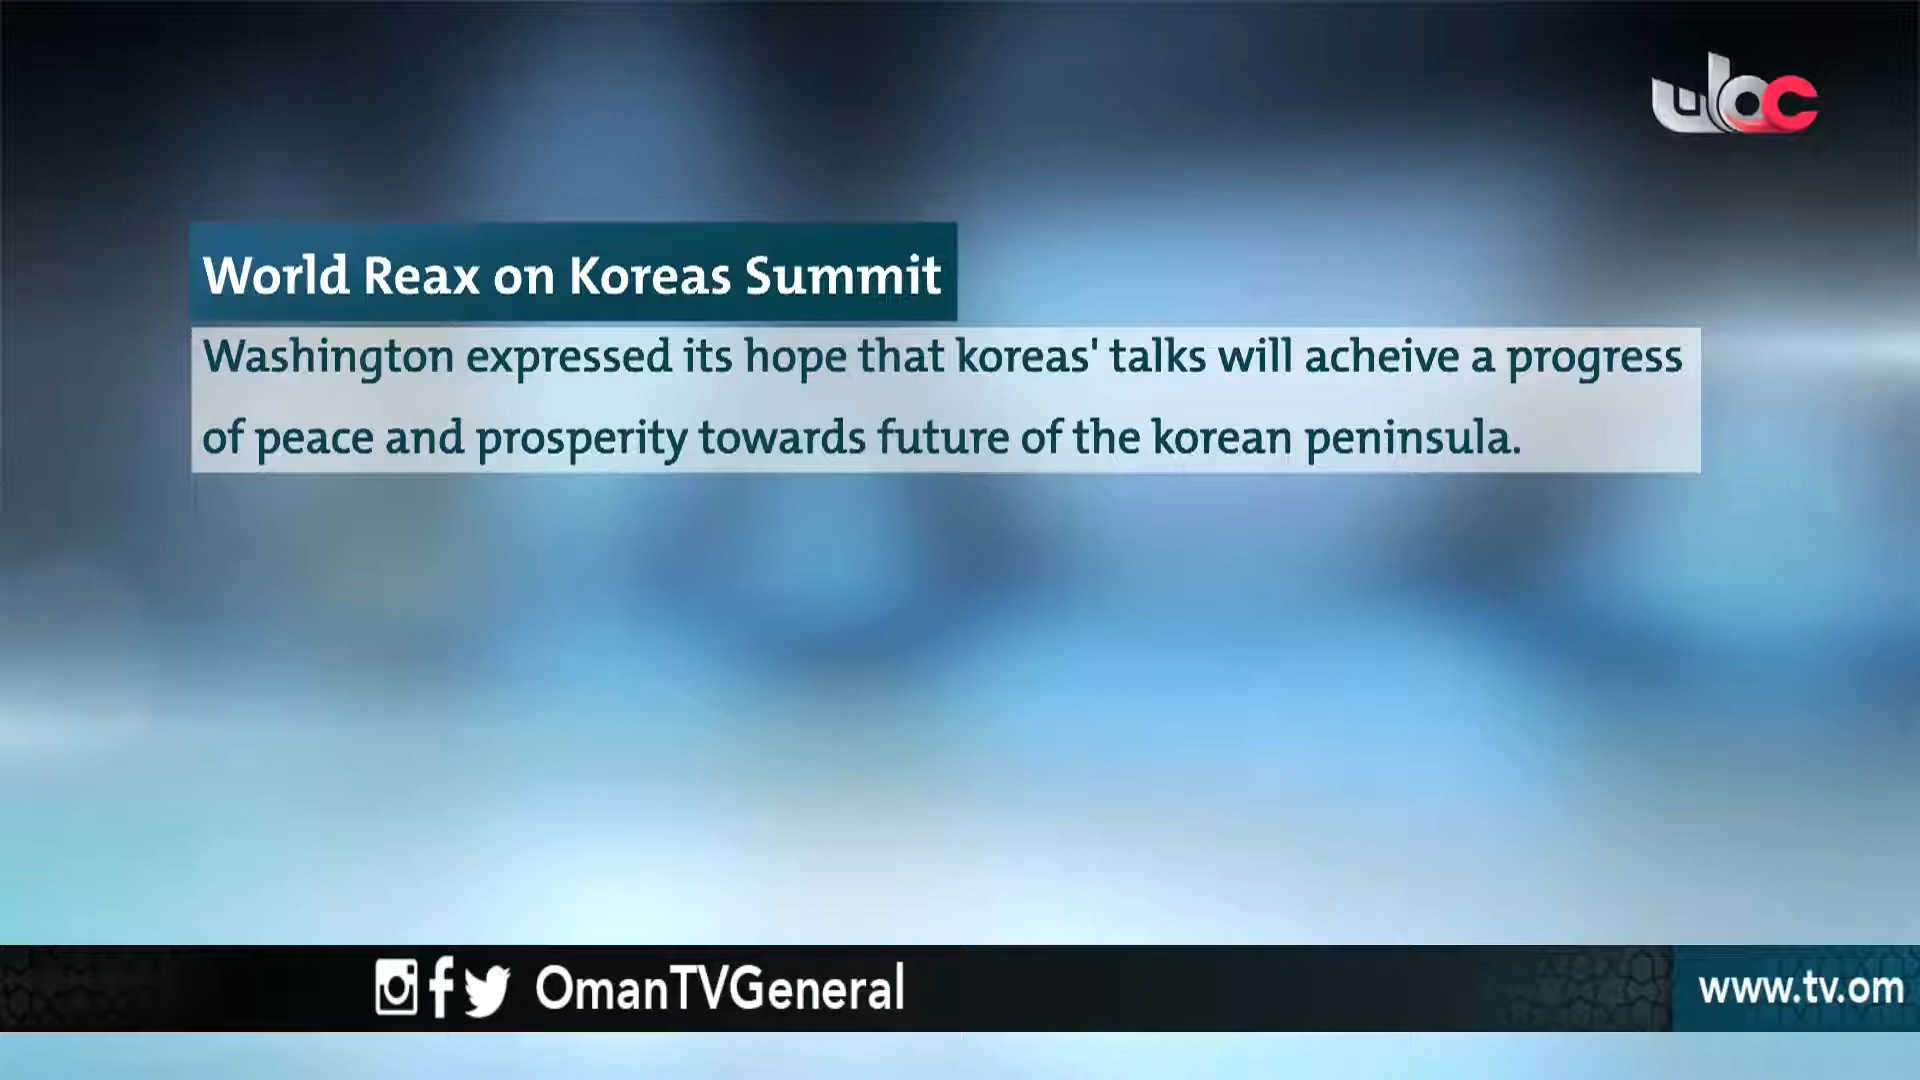 عمان
World Reax on Koreas Summit
Washington expressed its hope that koreas' talks will acheive a progress
of peace and prosperity towards future of the korean peninsula.
OmanTVGeneral
www.tv.om